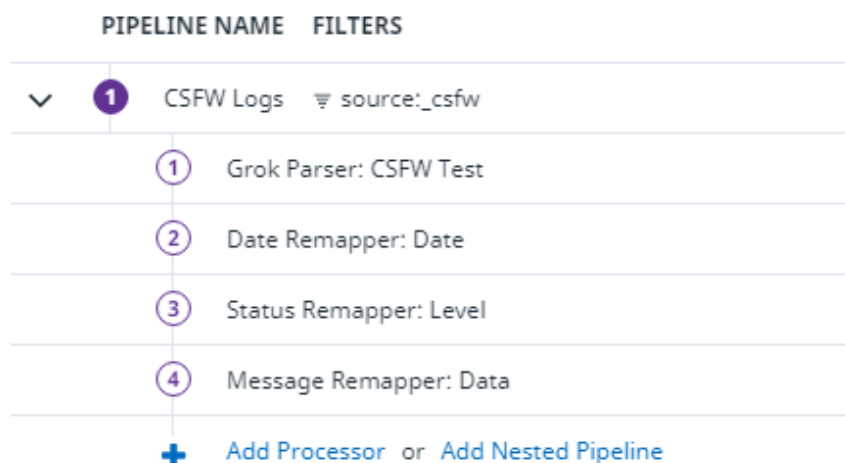 PIPELINE NAME FILTERS
1 CSFW Logs source:_csfw
1 Grok Parser: CSFW Test
2 Date Remapper: Date
3 Status Remapper: Level
4 Message Remapper: Data
Add Processor or Add Nested Pipeline